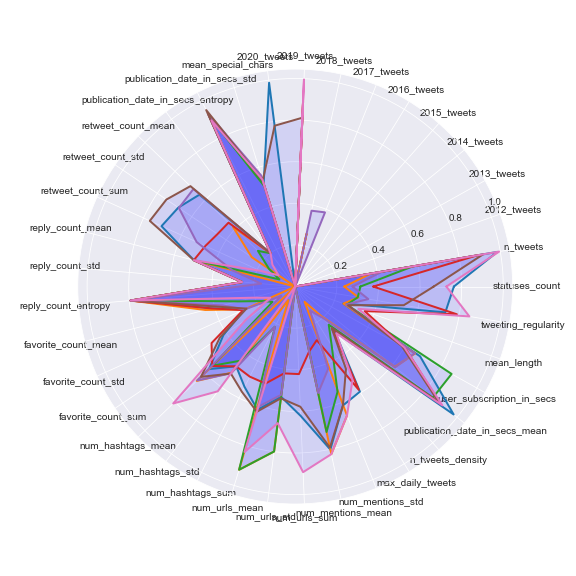 2020_tweets
2019_tweets
2018_tweets
2017_tweets
2016_tweets
2015_tweets
2014_tweets
2013_tweets
2012_tweets
n_tweets
statuses_count
tweeting_regularity
mean_length
user_subscription_in_secs
publication_date_in_secs_mean
n_tweets_density
max_daily_tweets
num_mentions_std
num_mentions_mean
num_urls_sum
num_urls_std
num_urls_mean
num_hashtags_sum
num_hashtags_std
num_hashtags_mean
favorite_count_sum
favorite_count_std
favorite_count_mean
reply_count_entropy
reply_count_std
reply_count_mean
retweet_count_sum
retweet_count_std
retweet_count_mean
publication_date_in_secs_entropy
publication_date_in_secs_std
mean_special_chars
0.2
0.4
0.6
0.8
1.0